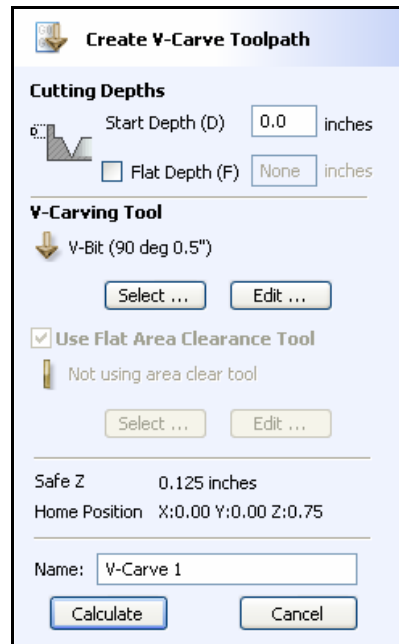 Create V-Carve Toolpath
Cutting Depths
D
Start Depth (D) 0.0 inches
Flat Depth (F) None inches
V-Carving Tool
V-Bit (90 deg 0.5")
Select ... Edit ...
Use Flat Area Clearance Tool
Not using area clear tool
Select ... Edit ...
Safe Z 0.125 inches
Home Position X:0.00 Y:0.00 Z:0.75
Name: V-Carve 1
Calculate Cancel